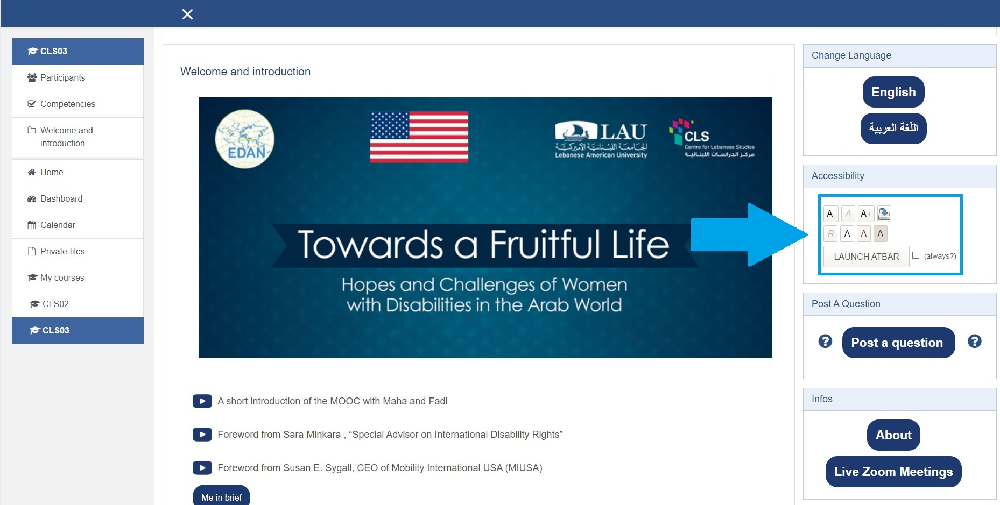 CLS03
Participants
Competencies
Welcome and
introduction
Home
Dashboard
Calendar
Private files
My courses
CLS02
CLS03
Welcome and introduction
EDAN
LAU
الجامعة اللبنانية الأميركية
Lebanese American University
CLS
Centre for Lebanese Studies
مركز الدراسات اللبنانية
Towards a Fruitful Life
Hopes and Challenges of Women
with Disabilities in the Arab World
A short introduction of the MOOC with Maha and Fadi
Foreword from Sara Minkara , “Special Advisor on International Disability Rights”
Foreword from Susan E. Sygall, CEO of Mobility International USA (MIUSA)
Me in brief
Change Language
English
اللّغة العربية
Accessibility
A- A A+
R A A A
LAUNCH ATBAR (always?)
Post A Question
? Post a question ?
Infos
About
Live Zoom Meetings